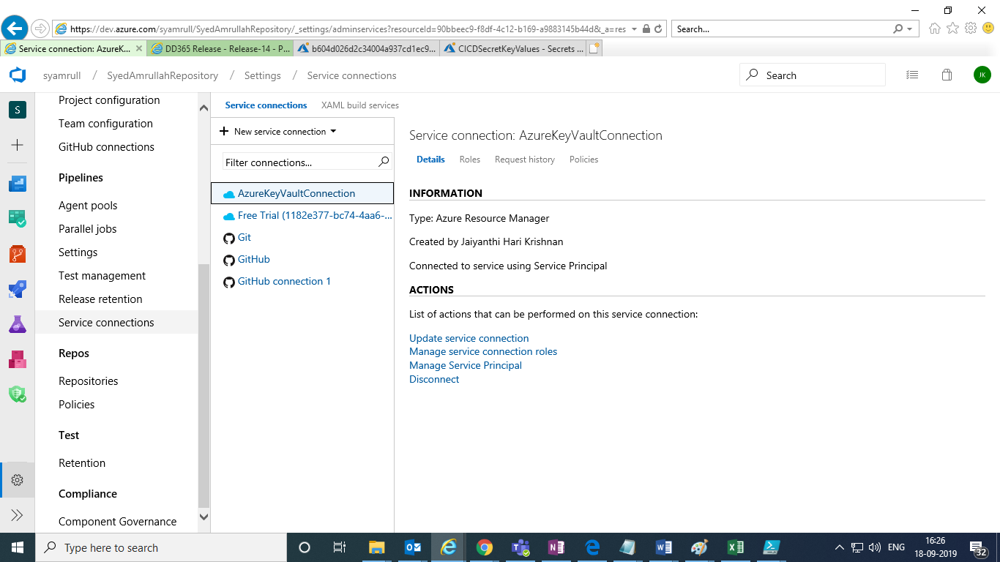 https://dev.azure.com/syamrull/SyedAmrullahRepository/_settings/adminservices?resourceId=90bbeec9-f8df-4c12-b169-a9883145b44d&_a=res
Search...
Service connection: AzureK...
DD365 Release - Release-14 - P...
b604d026d2c34004a937cd1ec9...
CICDSecretKeyValues - Secrets ...
syamrull / SyedAmrullahRepository / Settings / Service connections
Search
JK
S
Project configuration
Team configuration
GitHub connections
Pipelines
Agent pools
Parallel jobs
Settings
Test management
Release retention
Service connections
Repos
Repositories
Policies
Test
Retention
Compliance
Component Governance
Service connections
XAML build services
New service connection
Filter connections...
AzureKeyVaultConnection
Free Trial (1182e377-bc74-4aa6-...
Git
GitHub
GitHub connection 1
Service connection: AzureKeyVaultConnection
Details
Roles
Request history
Policies
INFORMATION
Type: Azure Resource Manager
Created by Jaiyanthi Hari Krishnan
Connected to service using Service Principal
ACTIONS
List of actions that can be performed on this service connection:
Update service connection
Manage service connection roles
Manage Service Principal
Disconnect
Type here to search
ENG
16:26
18-09-2019
32